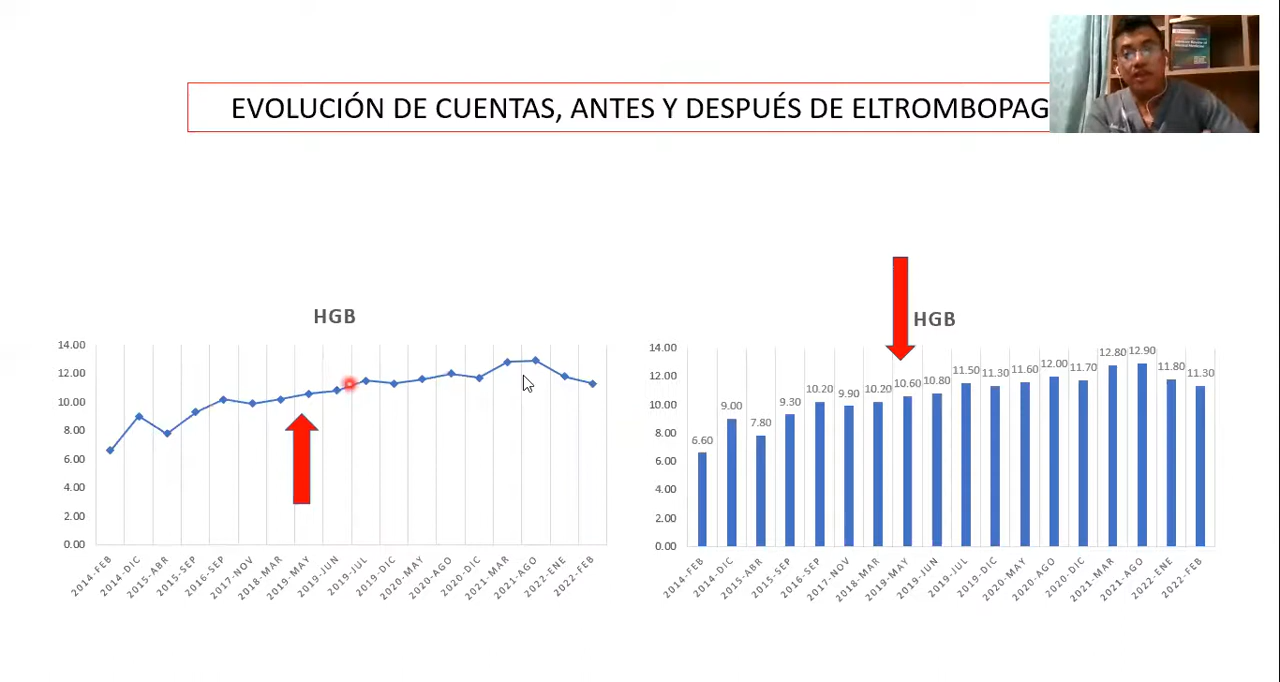 EVOLUCIÓN DE CUENTAS, ANTES Y DESPUÉS DE ELTROMBOPAG
HGB
14.00
12.00
10.00
8.00
6.00
4.00
2.00
0.00
2014-FEB
2014-DIC
2015-ABR
2015-SEP
2016-SEP
2017-NOV
2018-MAR
2019-MAY
2019-JUN
2019-JUL
2019-DIC
2020-MAY
2020-AGO
2020-DIC
2021-MAR
2021-AGO
2022-ENE
2022-FEB
HGB
14.00
12.00
10.00
8.00
6.00
4.00
2.00
0.00
6.60
9.00
7.80
9.30
10.20
9.90
10.20
10.60
10.80
11.50
11.30
11.60
12.00
11.70
12.80
12.90
11.80
11.30
2014-FEB
2014-DIC
2015-ABR
2015-SEP
2016-SEP
2017-NOV
2018-MAR
2019-MAY
2019-JUN
2019-JUL
2019-DIC
2020-MAY
2020-AGO
2020-DIC
2021-MAR
2021-AGO
2022-ENE
2022-FEB